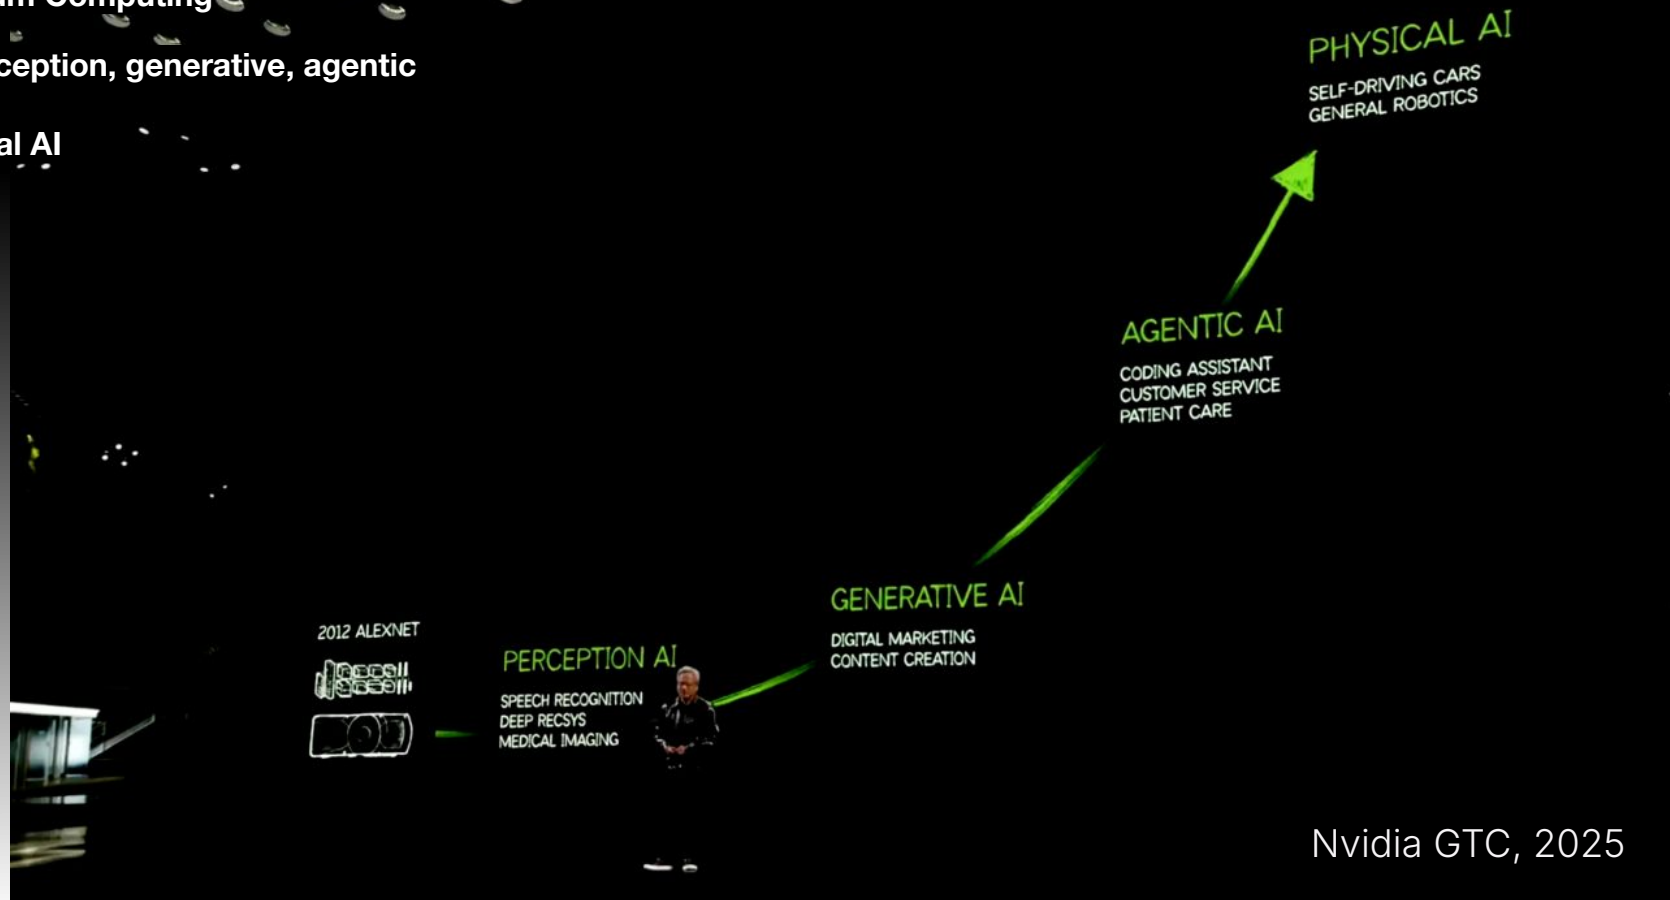 ception, generative, agentic
al AI
PHYSICAL AI
SELF-DRIVING CARS
GENERAL ROBOTICS
AGENTIC AI
CODING ASSISTANT
CUSTOMER SERVICE
PATIENT CARE
GENERATIVE AI
DIGITAL MARKETING
CONTENT CREATION
2012 ALEXNET
PERCEPTION AI
SPEECH RECOGNITION
DEEP RECSYS
MEDICAL IMAGING
Nvidia GTC, 2025